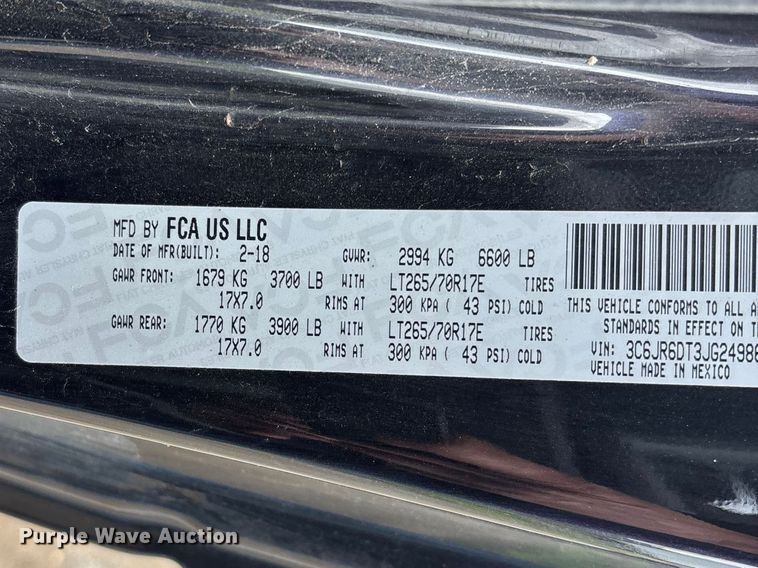 MFD BY FCA US LLC
DATE OF MFR(BUILT): 2-18 GVWR: 2994 KG 6600 LB
GAWR FRONT: 1679 KG 3700 LB WITH LT265/70R17E TIRES
17X7.0 RIMS AT 300 KPA ( 43 PSI) COLD
GAWR REAR: 1770 KG 3900 LB WITH LT265/70R17E TIRES
17X7.0 RIMS AT 300 KPA ( 43 PSI) COLD
THIS VEHICLE CONFORMS TO ALL A
STANDARDS IN EFFECT ON T
VIN: 3C6JR6DT3JG24986
VEHICLE MADE IN MEXICO
Purple Wave Auction